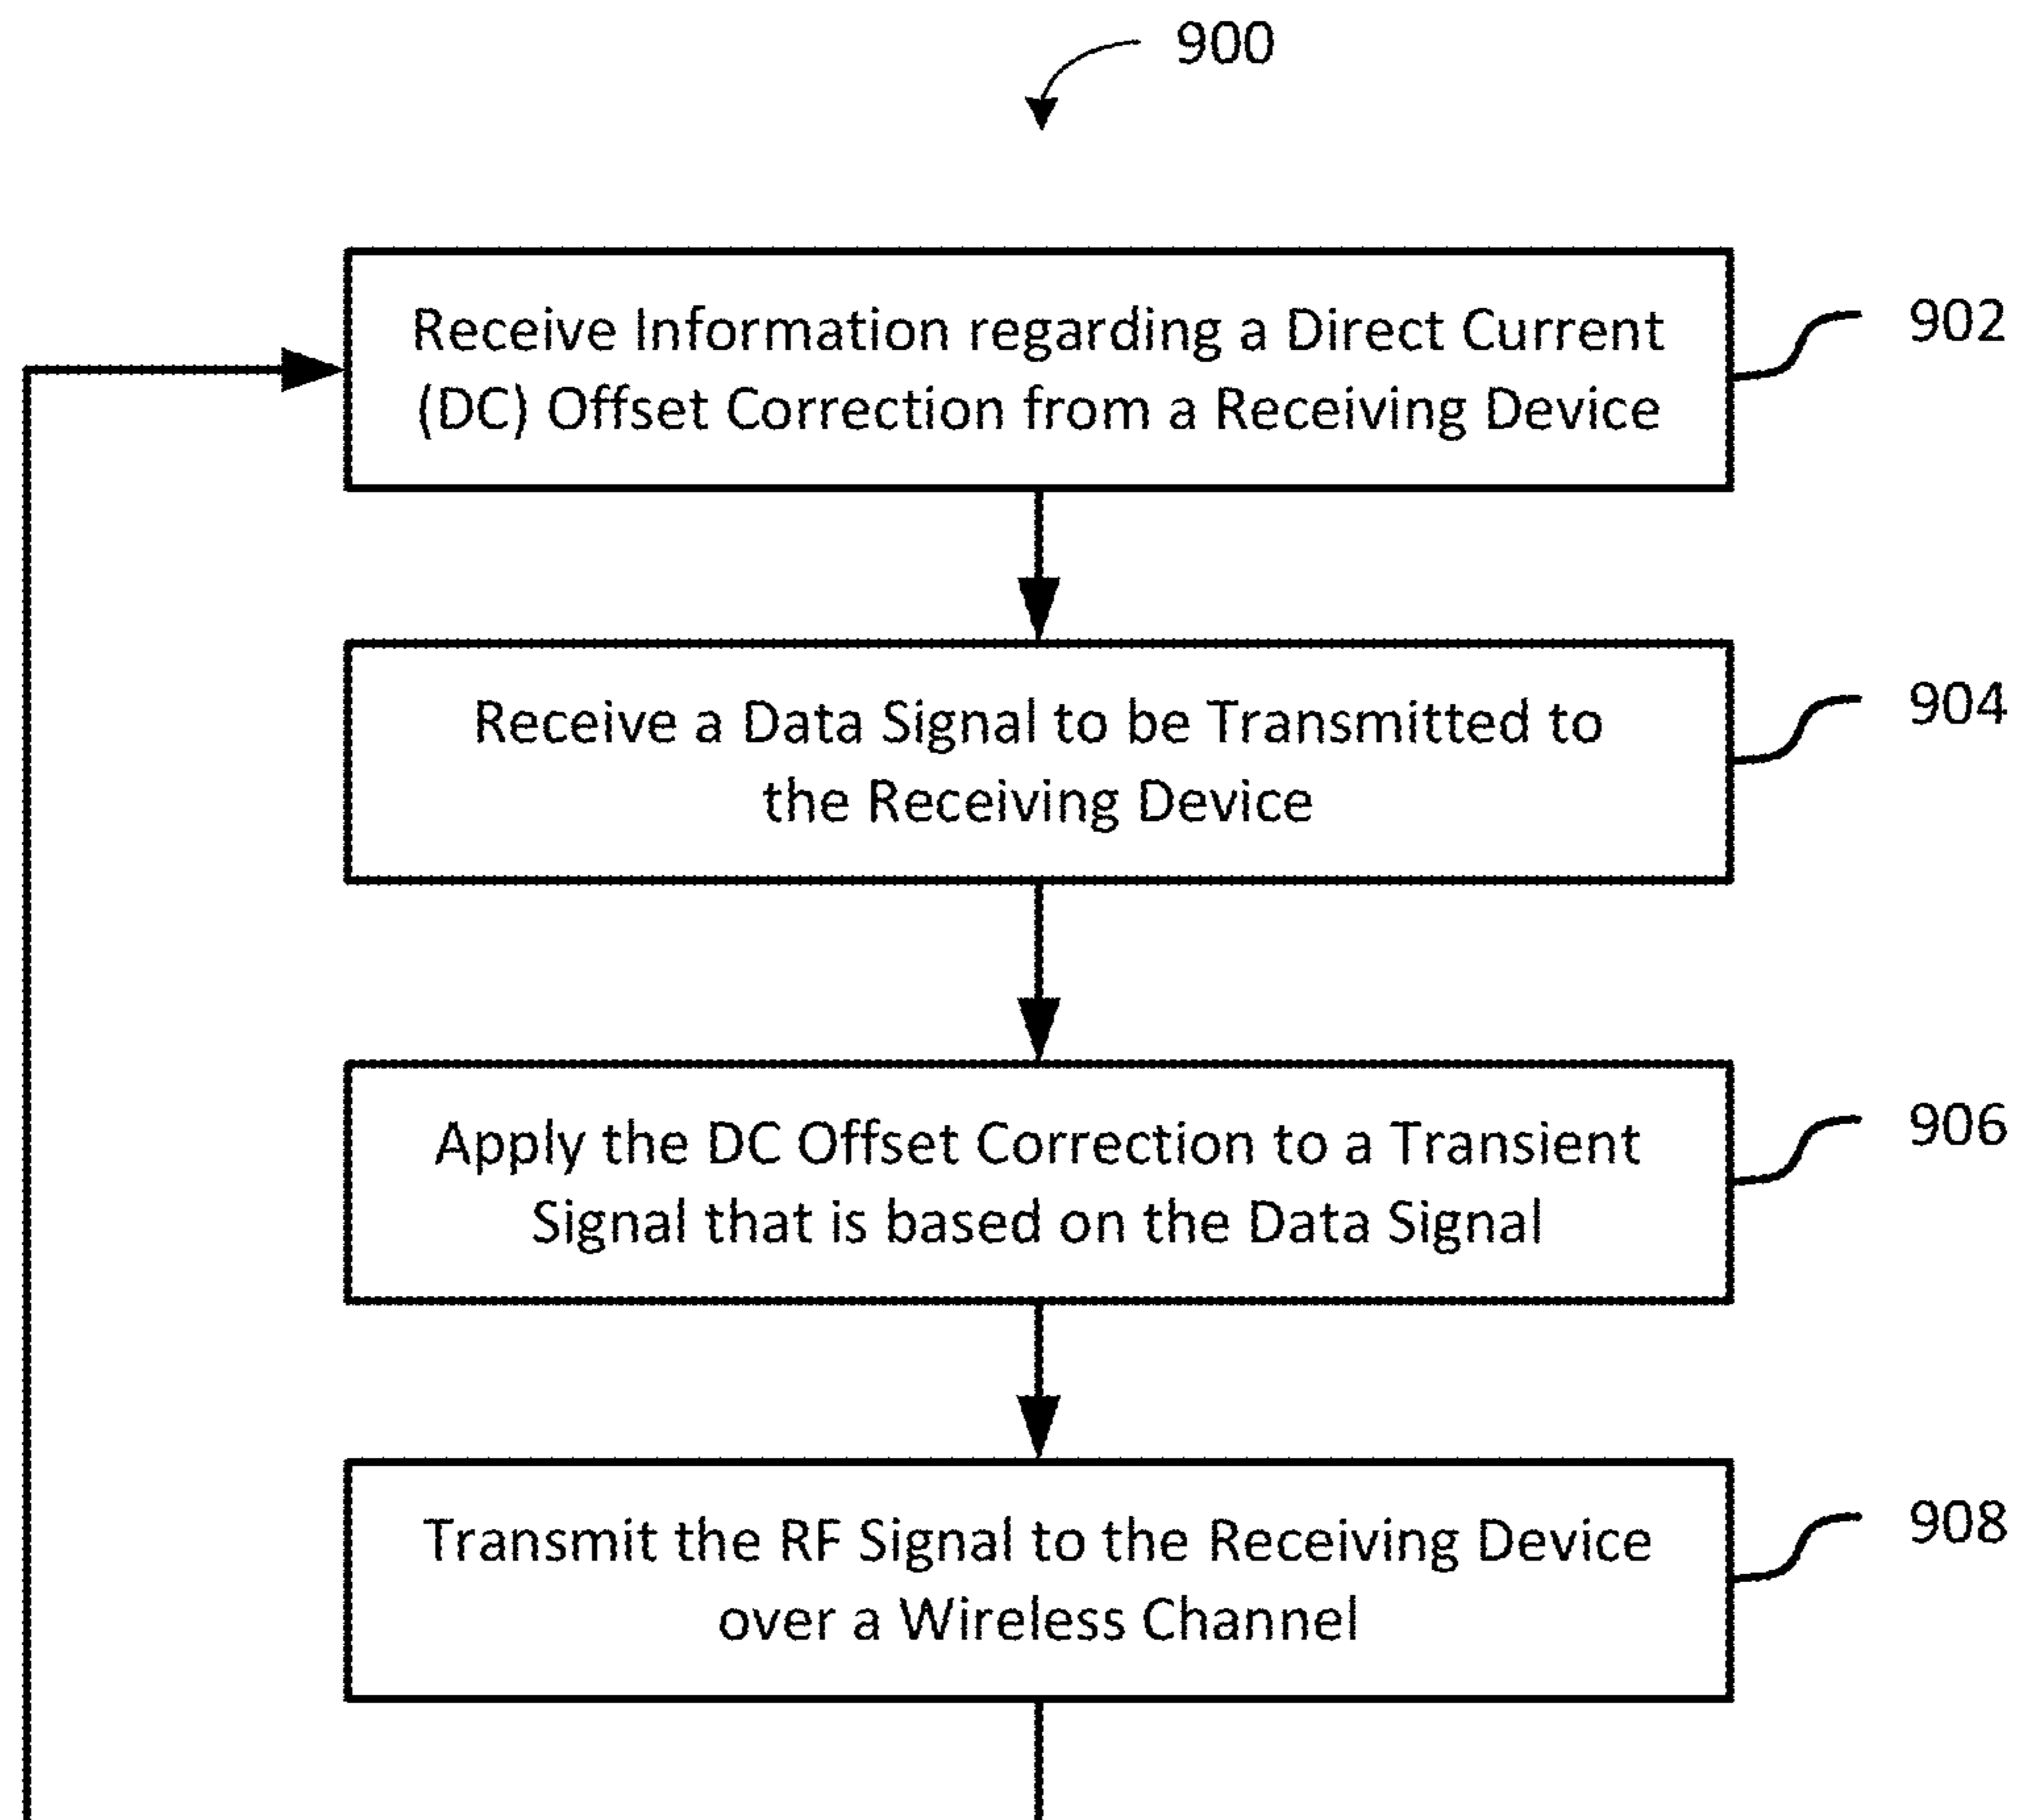 900
Receive Information regarding a Direct Current
(DC) Offset Correction from a Receiving Device
902
Receive a Data Signal to be Transmitted to
the Receiving Device
904
Apply the DC Offset Correction to a Transient
Signal that is based on the Data Signal
906
Transmit the RF Signal to the Receiving Device
over a Wireless Channel
908